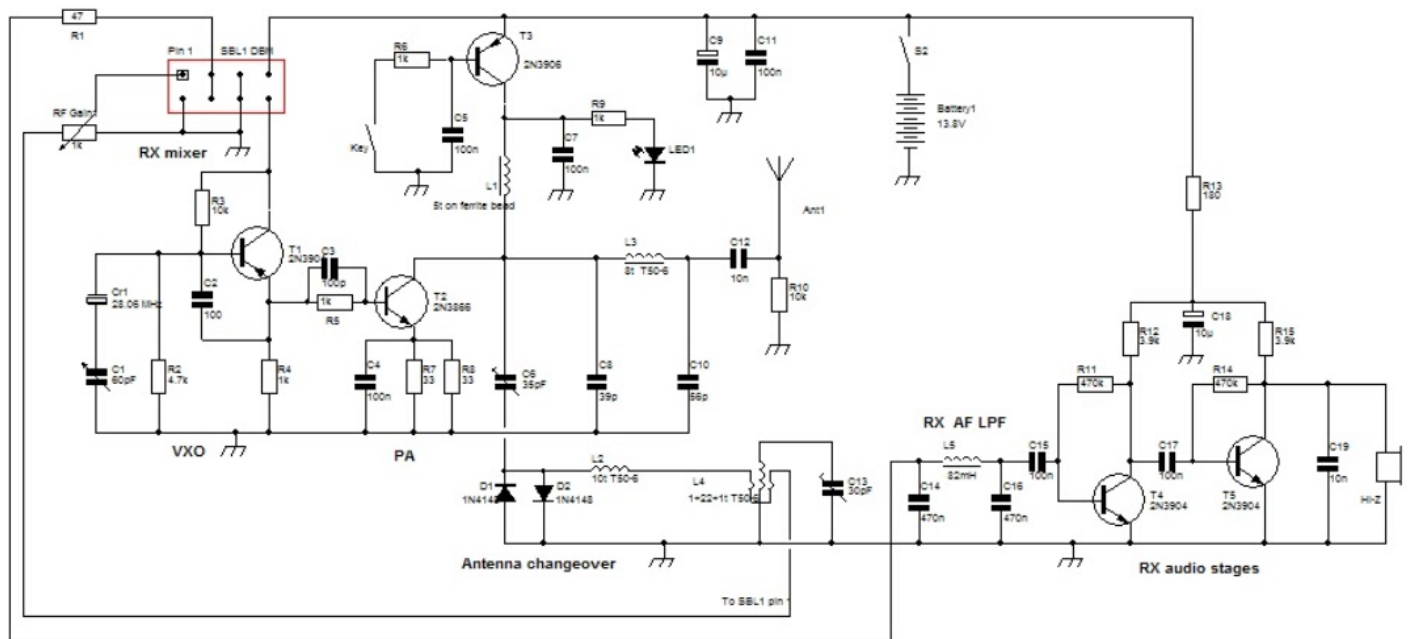 47
R1
Pin 1
SBL1 DBM
RF Gain1
1k
RX mixer
R6
1k
T3
2N3906
C5
100n
Key
C9
10µ
C11
100n
S2
Battery1
13.8V
R9
1k
C7
100n
LED1
L1
5t on ferrite bead
Ant1
R13
180
R3
10k
T1
2N3904
C3
100p
1k
R5
T2
2N3866
L3
8t T50-6
C12
10n
R10
10k
Cr1
28.06 MHz
C2
100
C1
60pF
R2
4.7k
R4
1k
C4
100n
R7
33
R8
33
C6
35pF
C8
39p
C10
56p
VXO
PA
R12
3.9k
C18
10µ
R15
3.9k
R11
470k
R14
470k
RX AF LPF
L5
82mH
C15
100n
C17
100n
C14
470n
C16
470n
T4
2N3904
T5
2N3904
C19
10n
HI-Z
D1
1N4148
D2
1N4148
L2
10t T50-6
L4
1+22+1t T50-6
C13
30pF
Antenna changeover
RX audio stages
To SBL1 pin 1